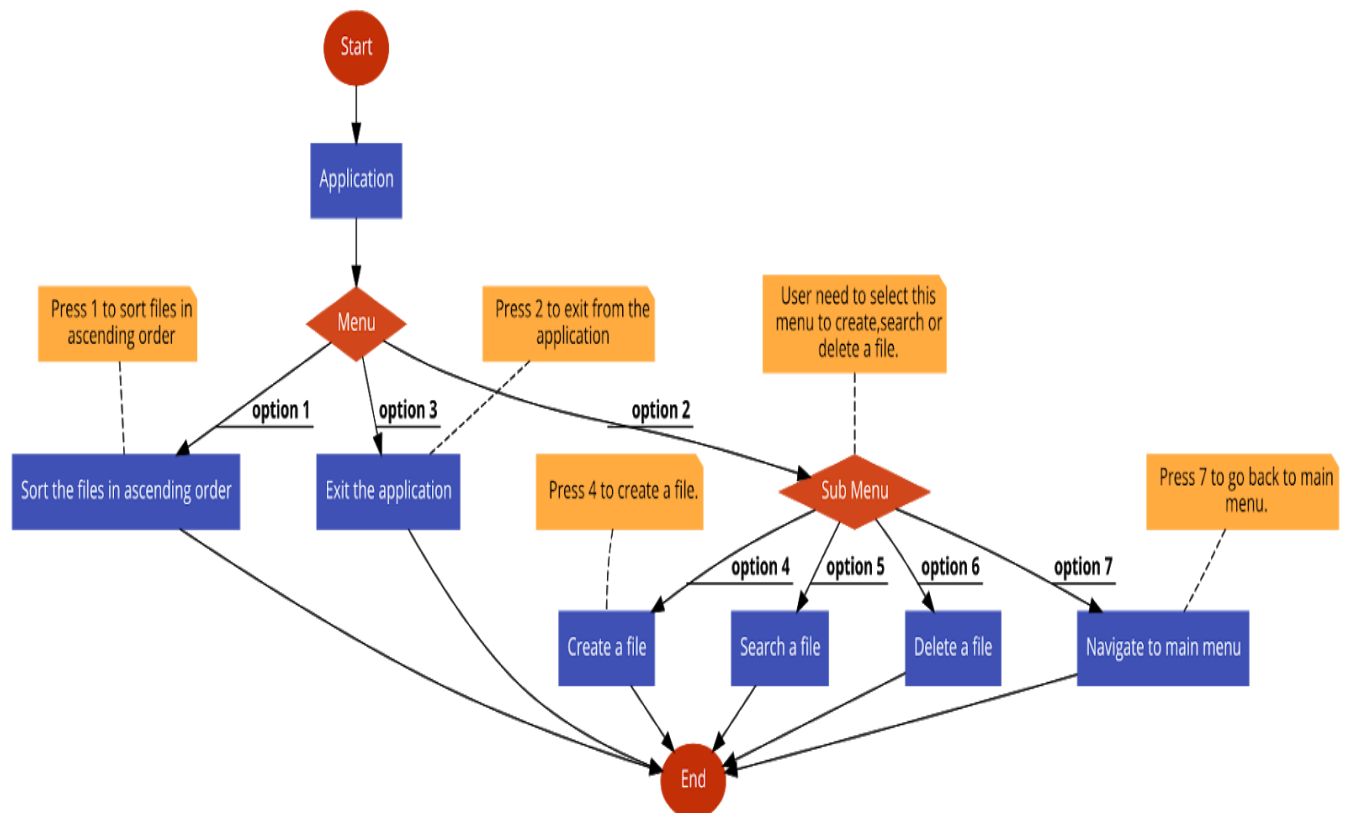 Start
Application
Menu
Press 1 to sort files in
ascending order
Press 2 to exit from the
application
User need to select this
menu to create,search or
delete a file.
option 1
option 3
option 2
Sort the files in ascending order
Exit the application
Press 4 to create a file.
Sub Menu
Press 7 to go back to main
menu.
option 4
option 5
option 6
option 7
Create a file
Search a file
Delete a file
Navigate to main menu
End